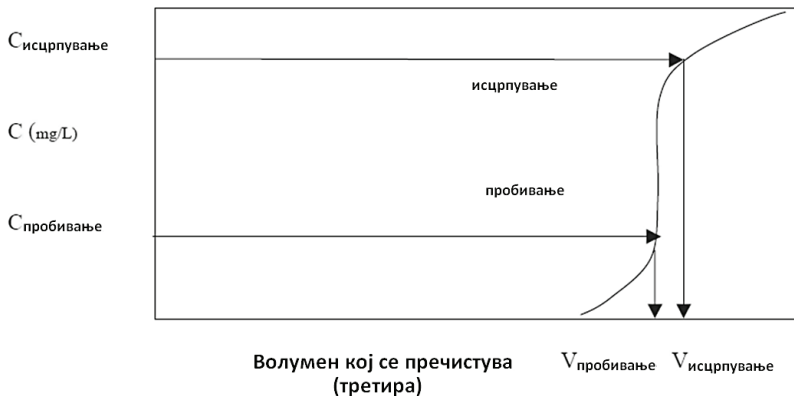 Cисцрпување
исцрпување
C (mg/L)
пробивање
Cпробивање
Волумен кој се пречистува
(третира)
Vпробивање Vисцрпување